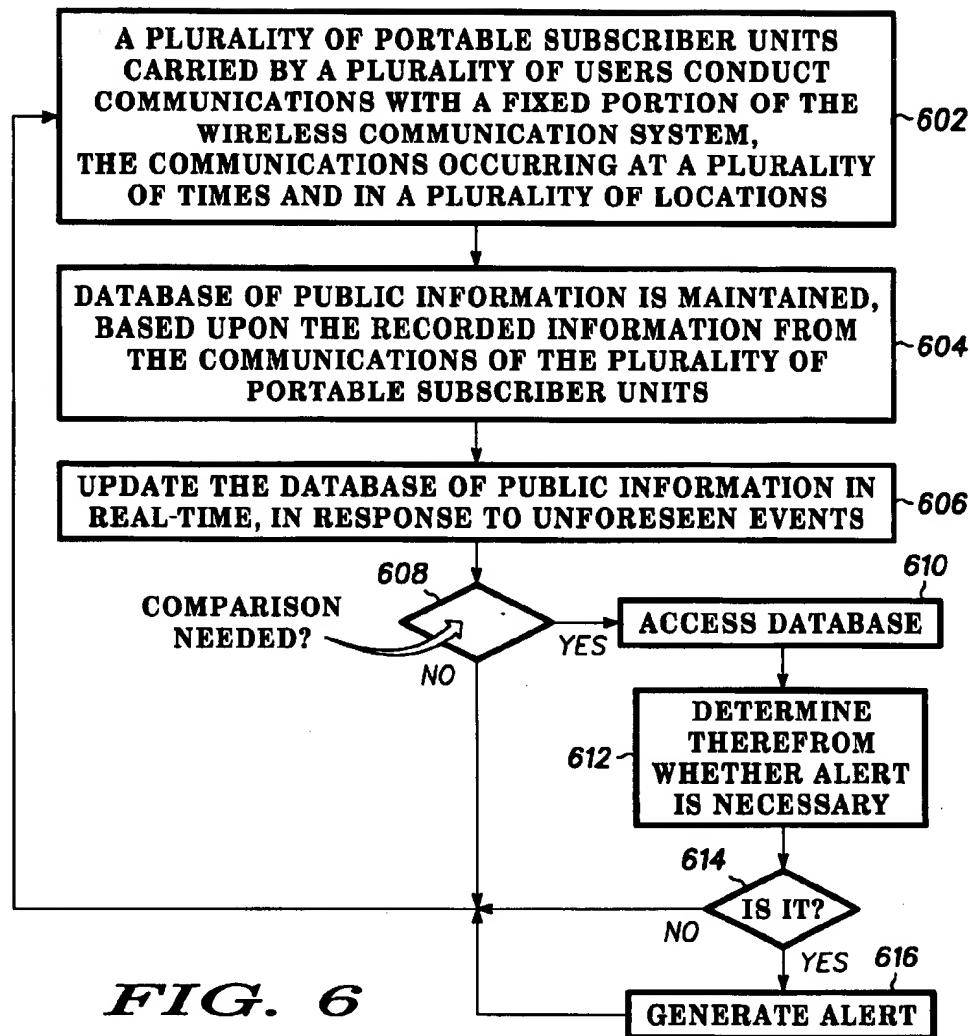 A PLURALITY OF PORTABLE SUBSCRIBER UNITS
CARRIED BY A PLURALITY OF USERS CONDUCT
COMMUNICATIONS WITH A FIXED PORTION OF THE
WIRELESS COMMUNICATION SYSTEM,
THE COMMUNICATIONS OCCURRING AT A PLURALITY
OF TIMES AND IN A PLURALITY OF LOCATIONS
602
DATABASE OF PUBLIC INFORMATION IS MAINTAINED,
BASED UPON THE RECORDED INFORMATION FROM
THE COMMUNICATIONS OF THE PLURALITY OF
PORTABLE SUBSCRIBER UNITS
604
UPDATE THE DATABASE OF PUBLIC INFORMATION IN
REAL-TIME, IN RESPONSE TO UNFORESEEN EVENTS
606
608
COMPARISON
NEEDED?
YES
NO
610
ACCESS DATABASE
DETERMINE
THEREFROM
WHETHER ALERT
IS NECESSARY
612
614
IS IT?
NO
YES
616
GENERATE ALERT
FIG. 6